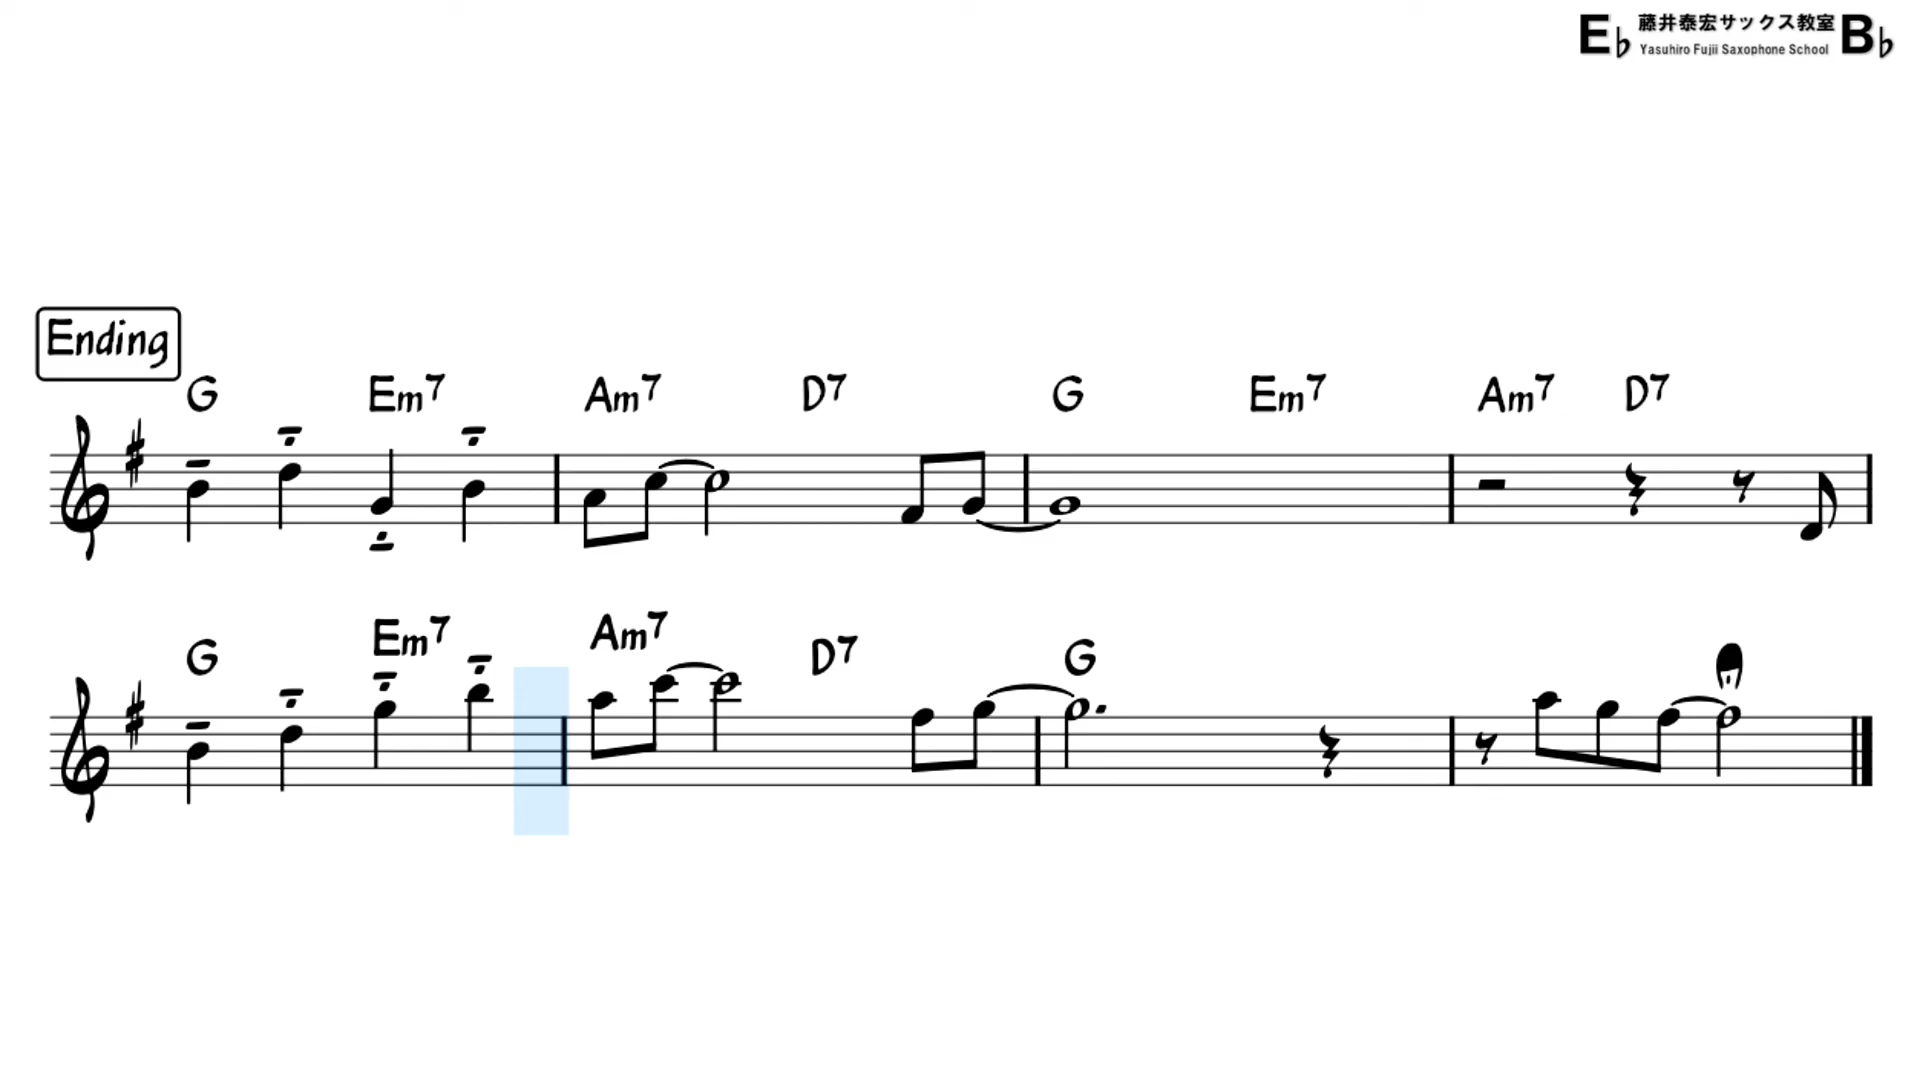 E♭ 藤井泰宏サックス教室 B♭
Yasuhiro Fujii Saxophone School
Ending
G Em7 Am7 D7 G Em7 Am7 D7
G Em7 Am7 D7 G